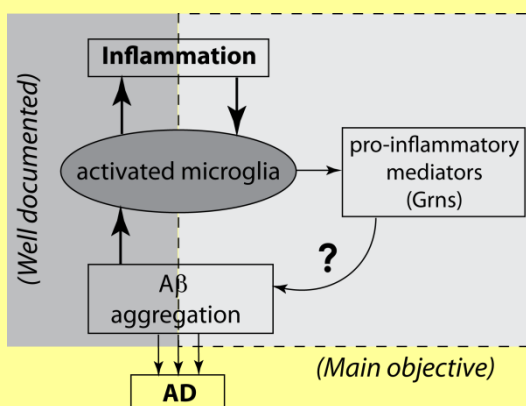 Inflammation
(Well documented)
activated microglia
pro-inflammatory
mediators
(Grns)
?
Aβ
aggregation
(Main objective)
AD